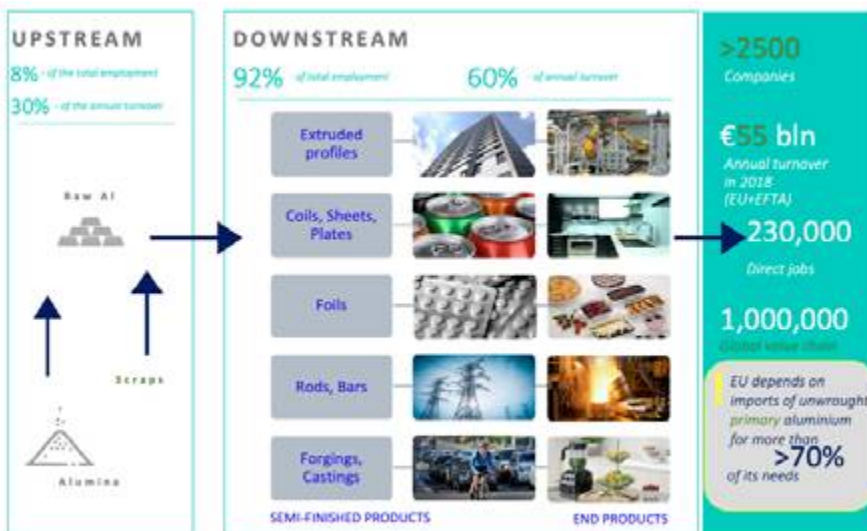 UPSTREAM
8% - of the total employment
30% - of the annual turnover
Raw Al
Scraps
Alumina
DOWNSTREAM
92% - of total employment
60% - of annual turnover
Extruded
profiles
Coils, Sheets,
Plates
Foils
Rods, Bars
Forgings,
Castings
SEMI-FINISHED PRODUCTS
END PRODUCTS
>2500
Companies
€55 bln
Annual turnover
in 2018
(EU+EFTA)
230,000
Direct jobs
1,000,000
Global value chain
EU depends on
imports of unwrought
primary aluminium
for more than
>70%
of its needs